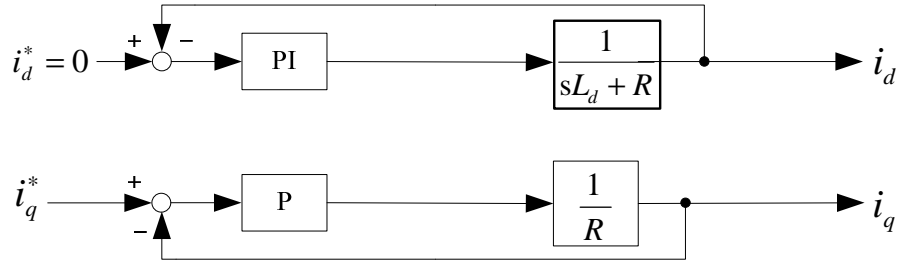 + −
i_d^* = 0 PI 1/(sL_d + R) i_d
+
i_q^* P 1/R i_q
−